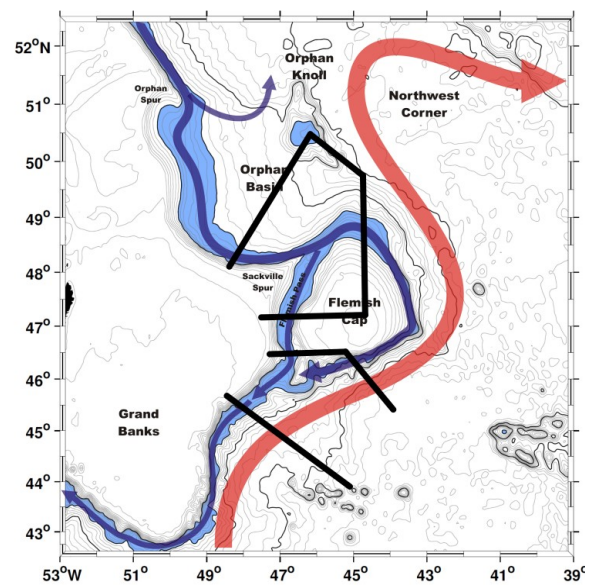 52°N
51°
50°
49°
48°
47°
46°
45°
44°
43°
Orphan
Knoll
Orphan
Spur
Northwest
Corner
Orphan
Basin
Sackville
Spur
Flemish Pass
Flemish
Cap
Grand
Banks
53°W
51°
49°
47°
45°
43°
41°
39°